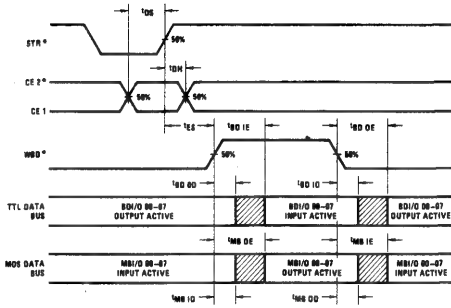 tDS
STR*
50%
tDH
CE 2*
CE 1
50%
50%
tES
tBD IE
tBD OE
WBD*
50%
50%
tBD OD
tBD ID
TTL DATA
BUS
BDI/O 00-07
OUTPUT ACTIVE
BDI/O 00-07
INPUT ACTIVE
BDI/O 00-07
OUTPUT ACTIVE
tMB OE
tMB IE
MOS DATA
BUS
MBI/O 00-07
INPUT ACTIVE
MBI/O 00-07
OUTPUT ACTIVE
MBI/O 00-07
INPUT ACTIVE
tMB ID
tMB OD